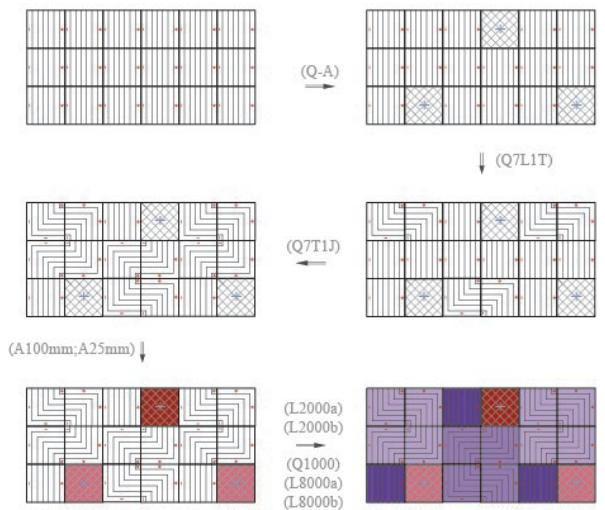 (Q-A)
(Q7L1T)
(Q7T1J)
(A100mm;A25mm)
(L2000a)
(L2000b)
(Q1000)
(L8000a)
(L8000b)